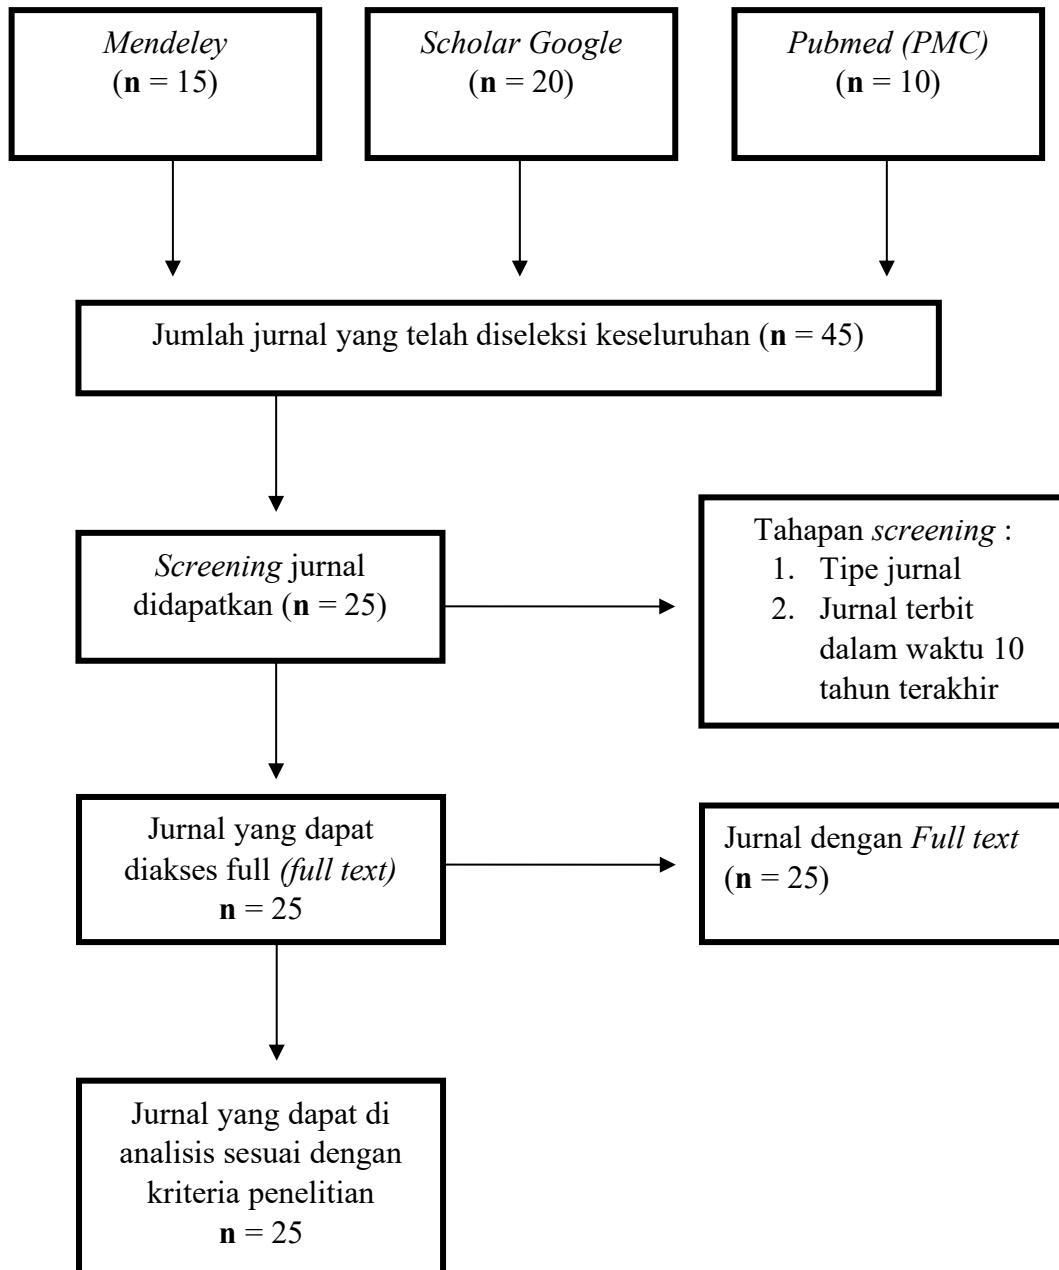 Mendeley
(n = 15)
Scholar Google
(n = 20)
Pubmed (PMC)
(n = 10)
Jumlah jurnal yang telah diseleksi keseluruhan (n = 45)
Screening jurnal
didapatkan (n = 25)
Tahapan screening :
1. Tipe jurnal
2. Jurnal terbit
dalam waktu 10
tahun terakhir
Jurnal yang dapat
diakses full (full text)
n = 25
Jurnal dengan Full text
(n = 25)
Jurnal yang dapat di
analisis sesuai dengan
kriteria penelitian
n = 25